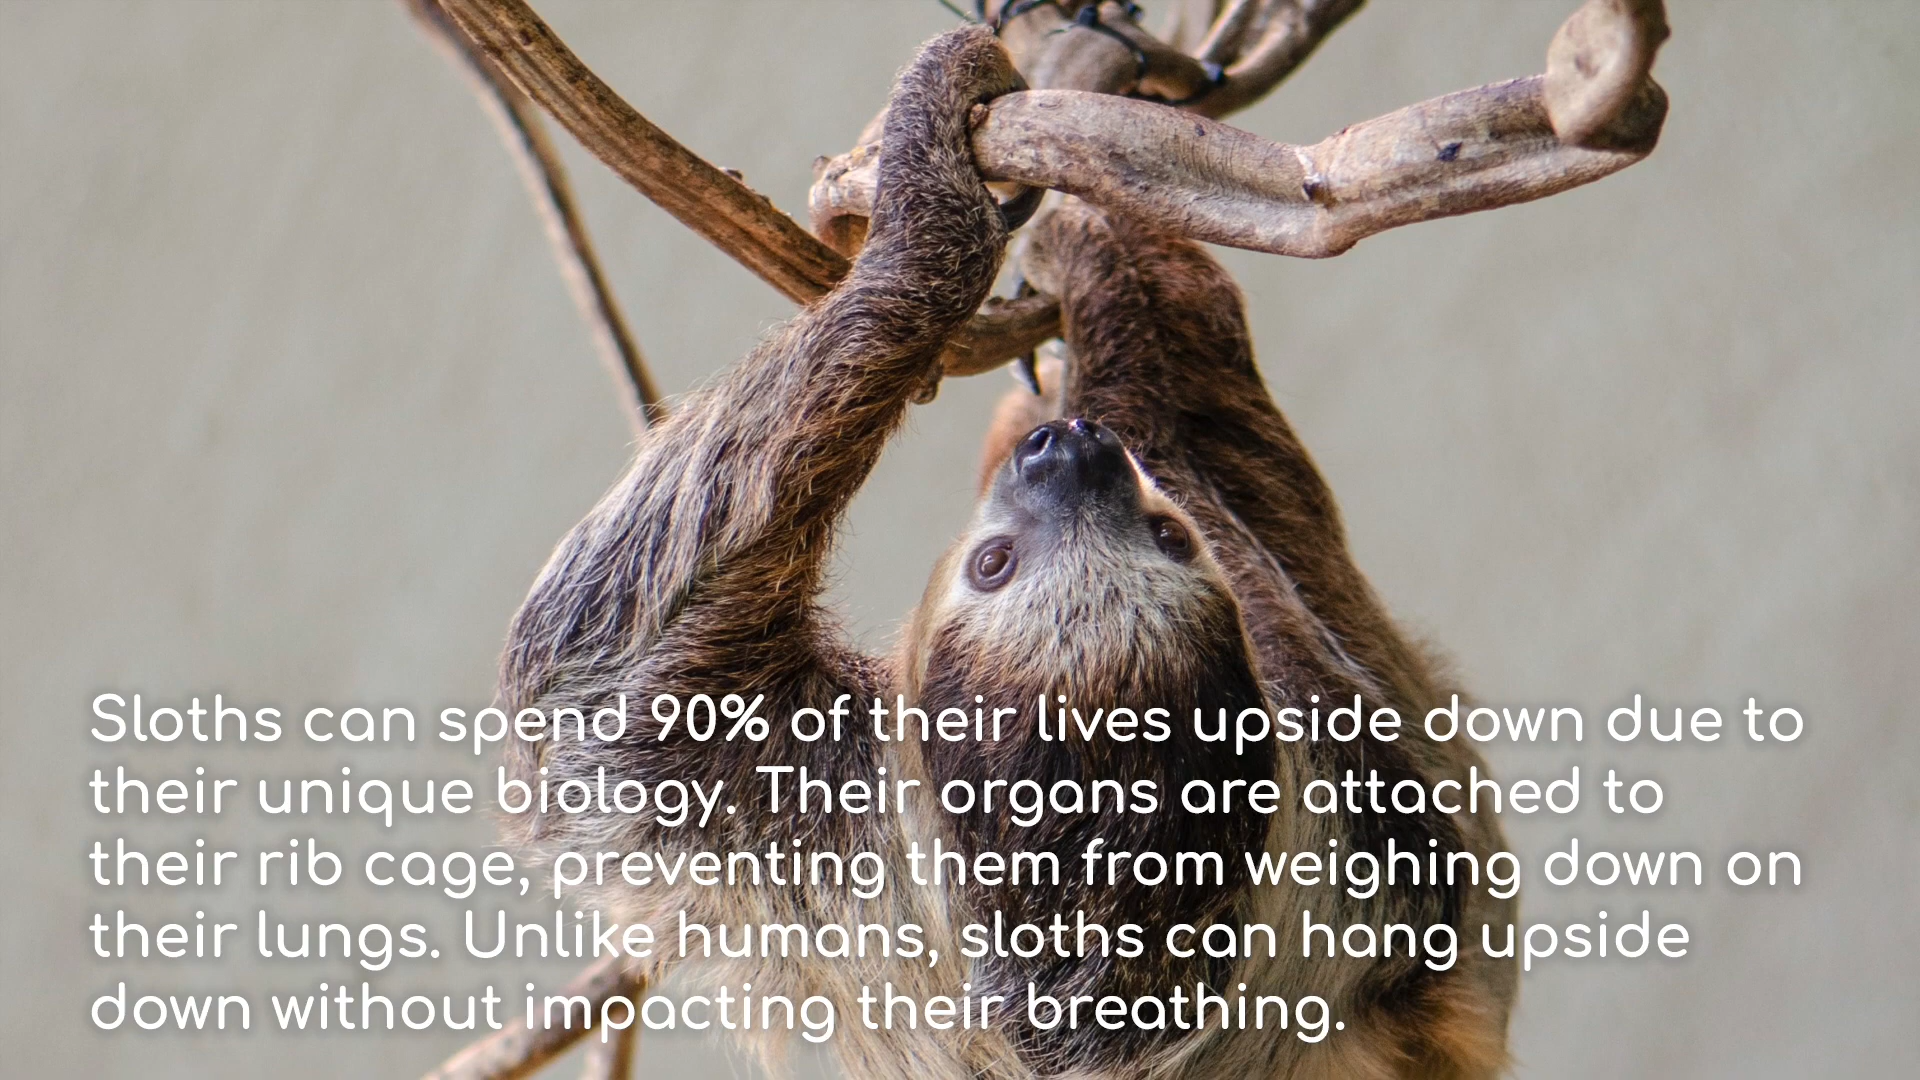 Sloths can spend 90% of their lives upside down due to
their unique biology. Their organs are attached to
their rib cage, preventing them from weighing down on
their lungs. Unlike humans, sloths can hang upside
down without impacting their breathing.